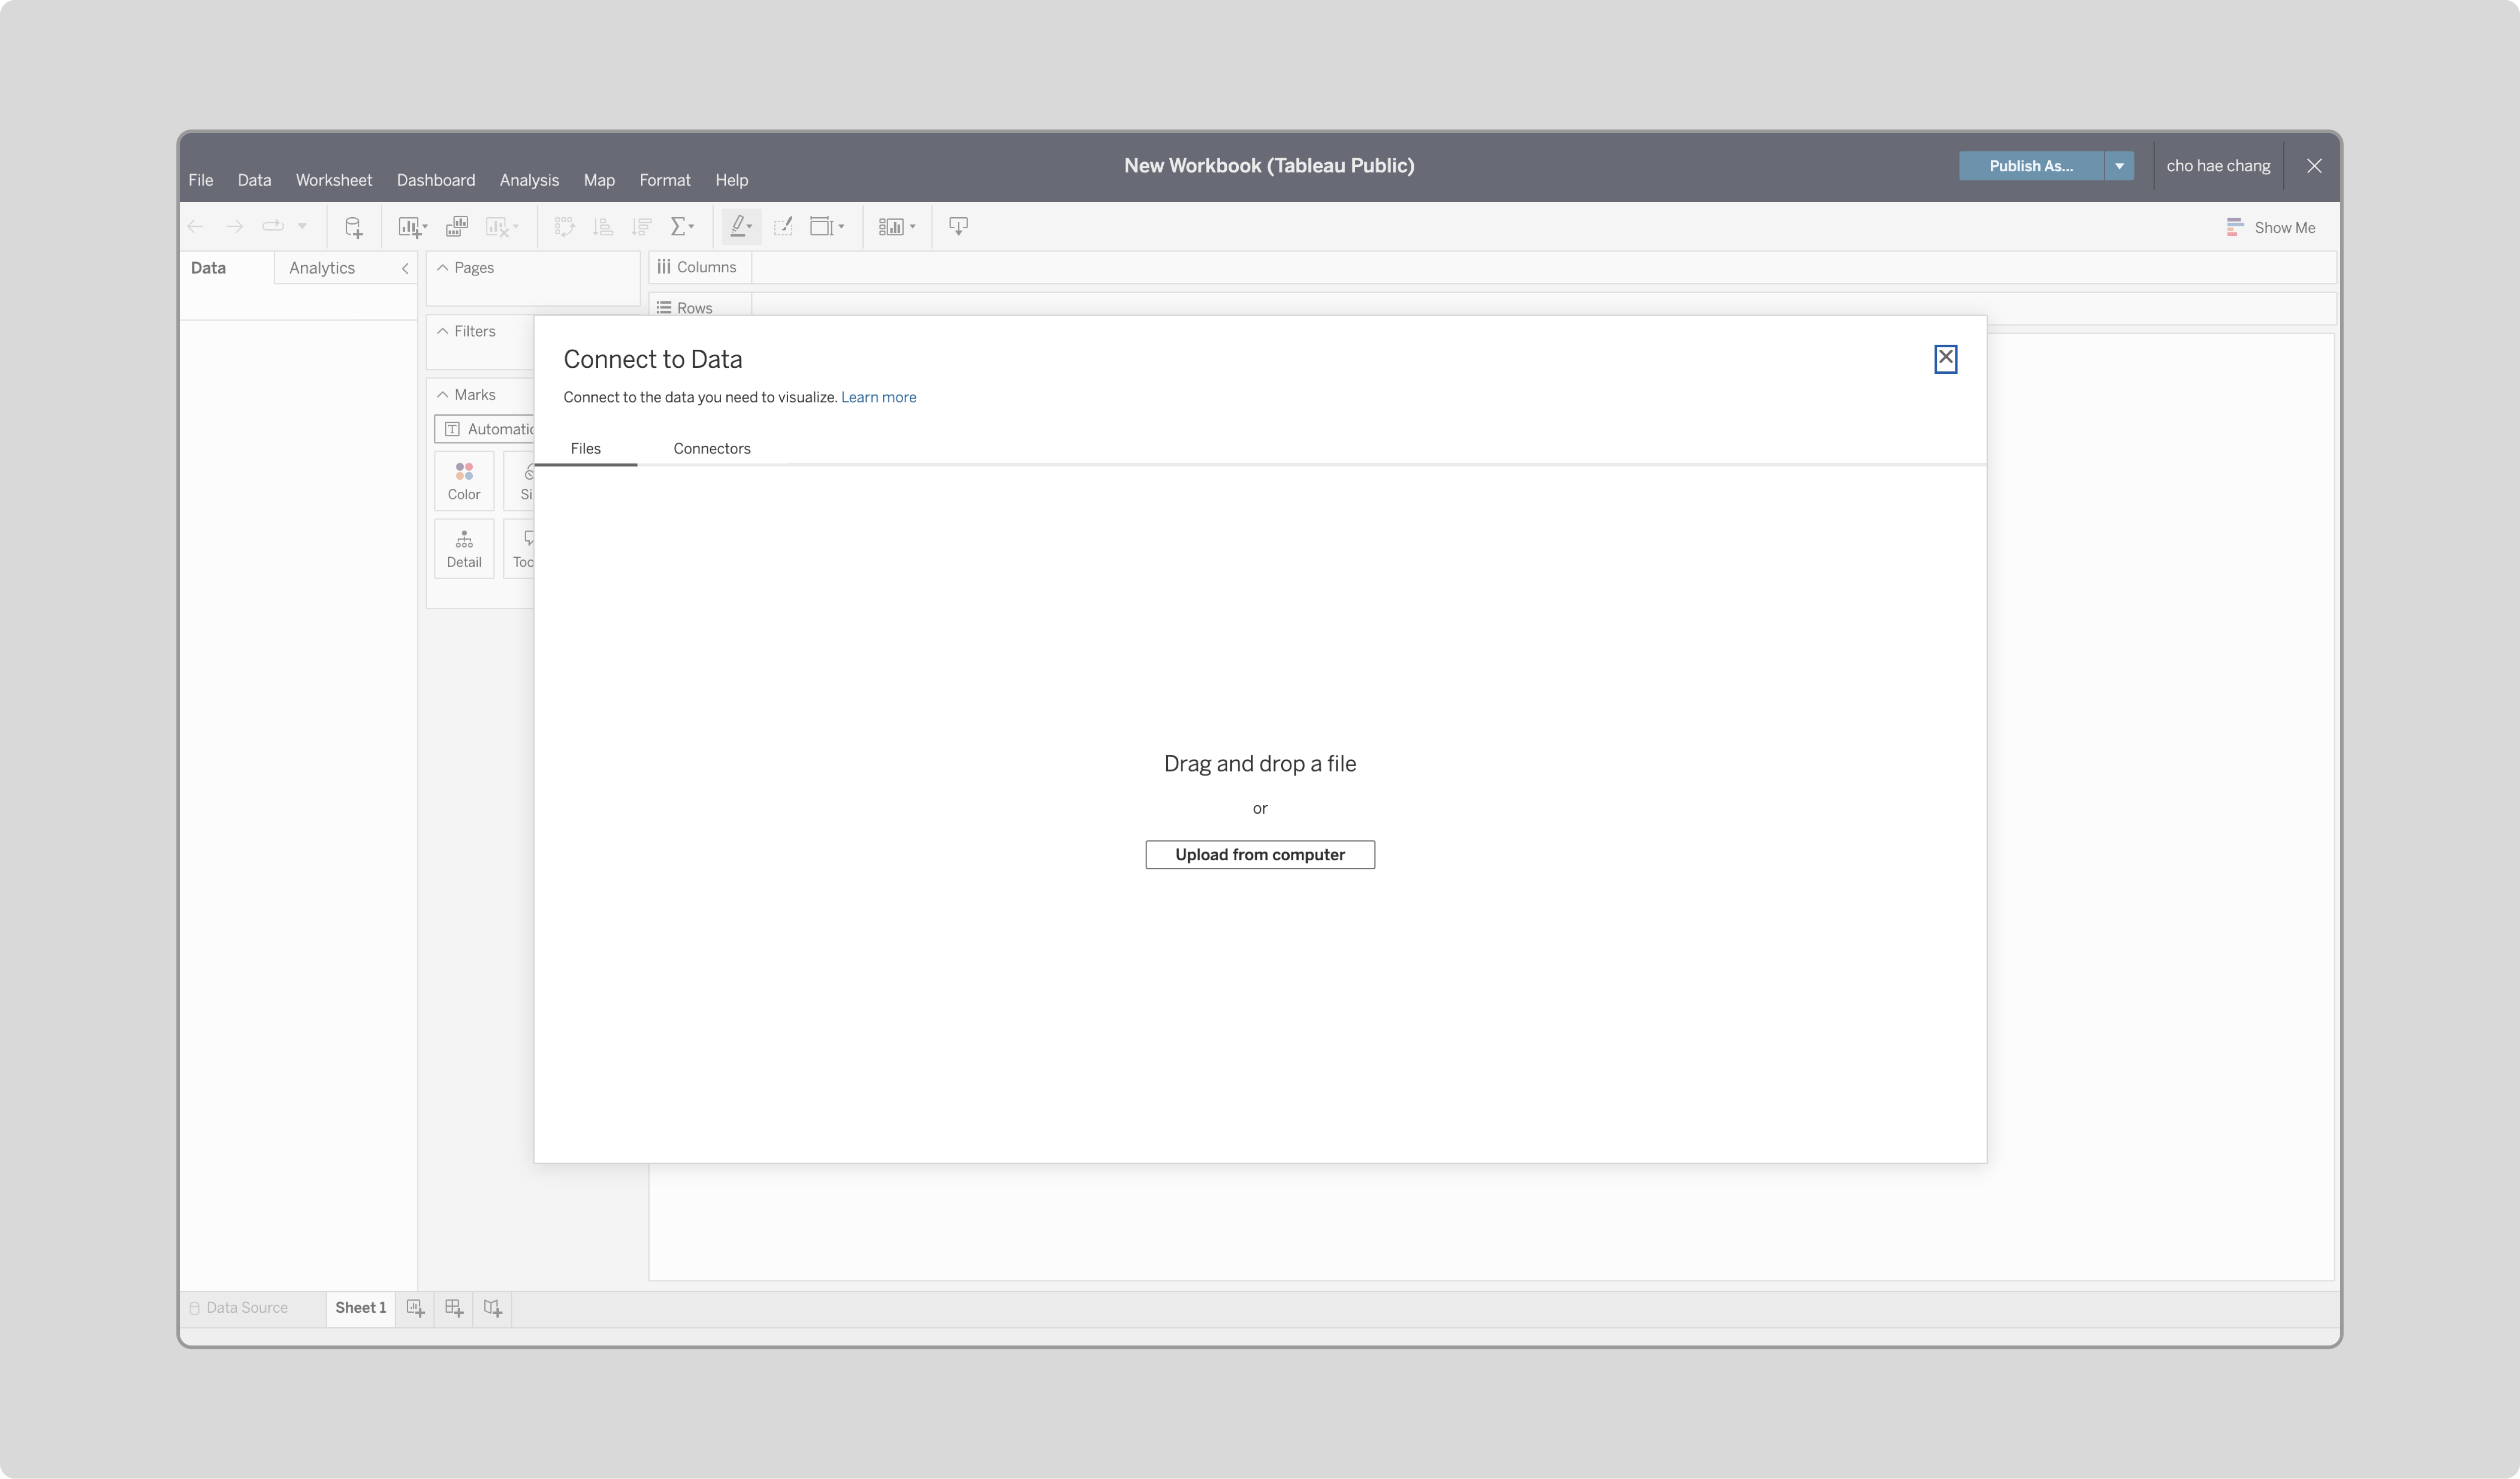 New Workbook (Tableau Public)
Publish As...
cho hae chang
File Data Worksheet Dashboard Analysis Map Format Help
Show Me
Data
Analytics
Pages
Columns
Rows
Filters
Marks
Automatic
Color
Detail
Connect to Data
Connect to the data you need to visualize. Learn more
Files
Connectors
Drag and drop a file
or
Upload from computer
Data Source
Sheet 1